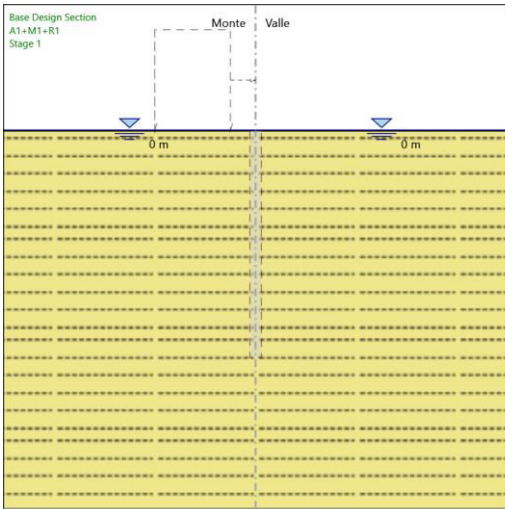 Base Design Section
A1+M1+R1
Stage 1
Monte
Valle
0 m
0 m